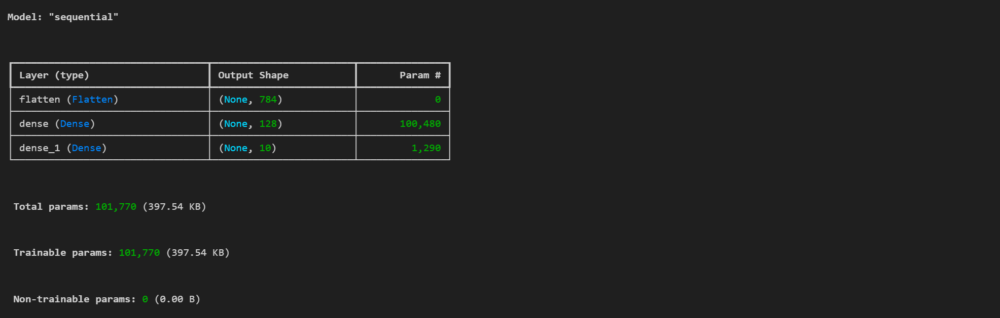 Model: "sequential"
Layer (type) Output Shape Param #
flatten (Flatten) (None, 784) 0
dense (Dense) (None, 128) 100,480
dense_1 (Dense) (None, 10) 1,290
Total params: 101,770 (397.54 KB)
Trainable params: 101,770 (397.54 KB)
Non-trainable params: 0 (0.00 B)